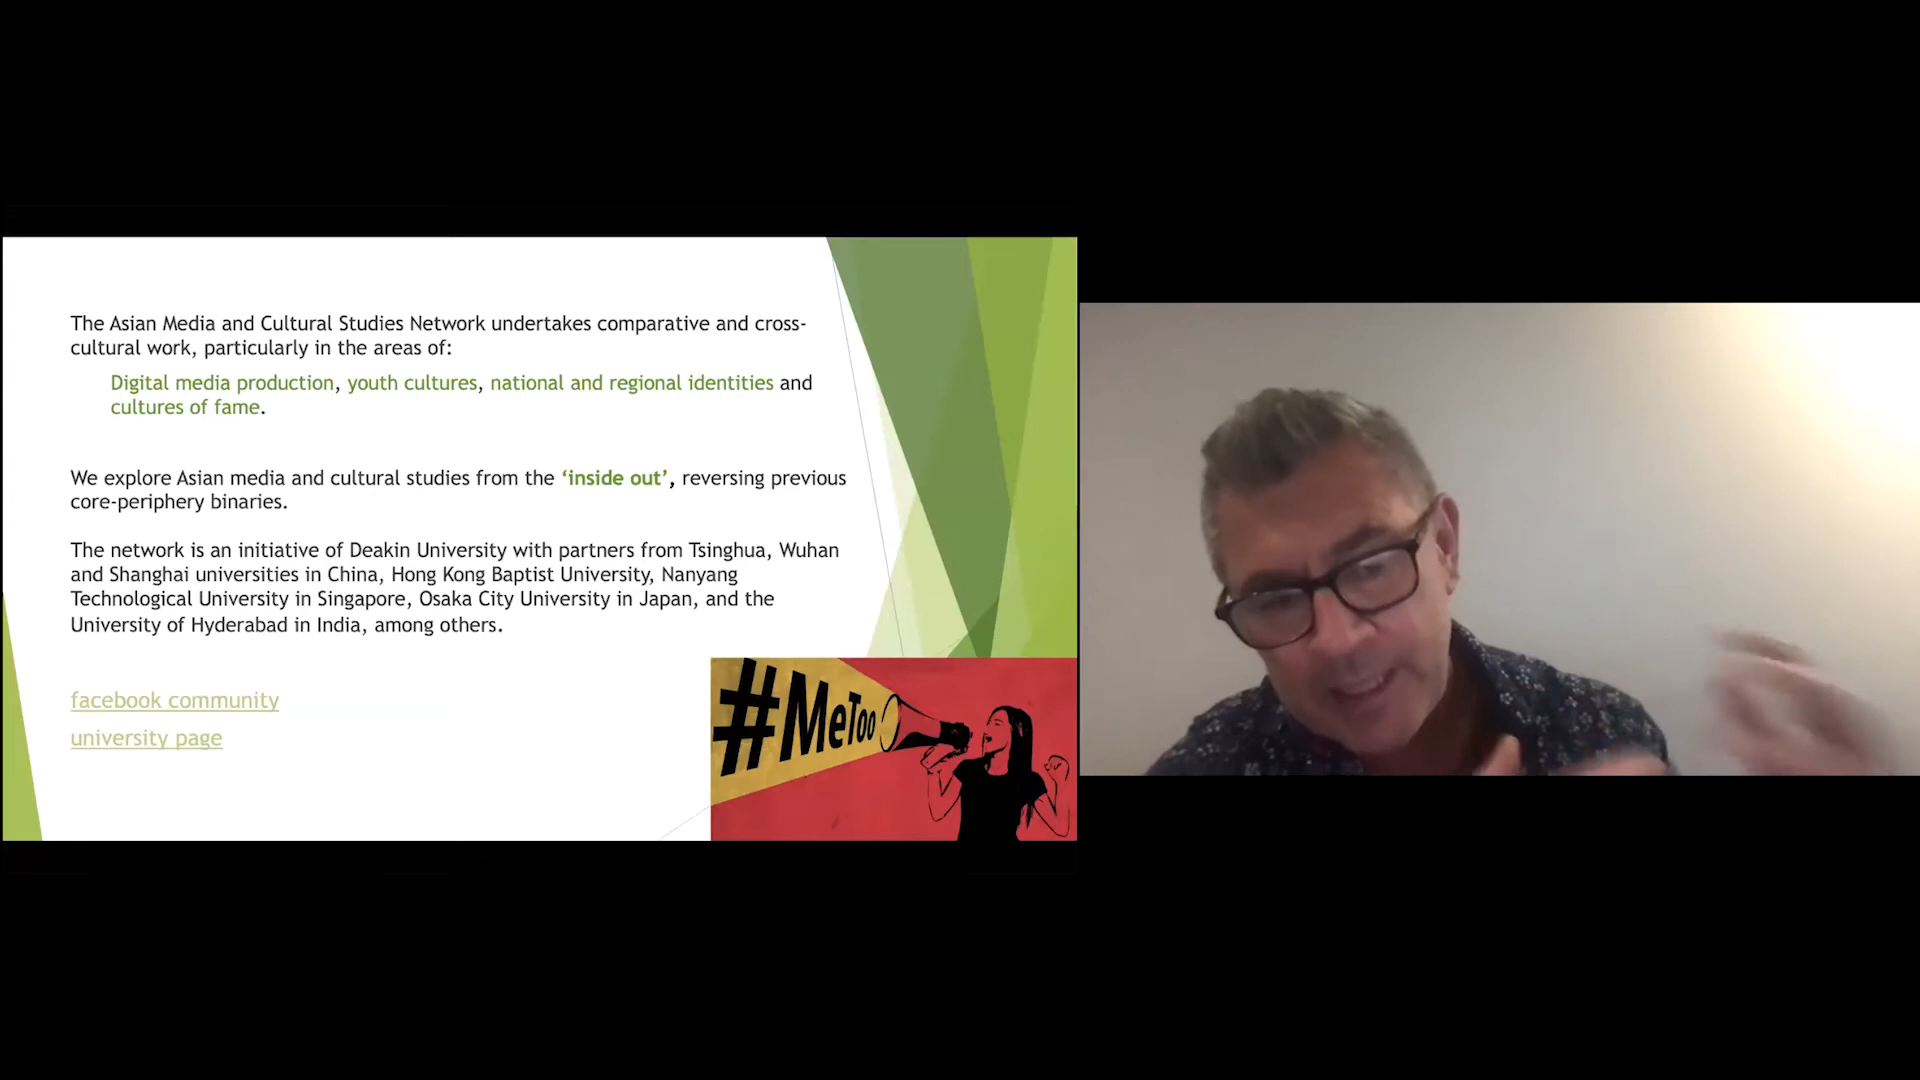 The Asian Media and Cultural Studies Network undertakes comparative and cross-
cultural work, particularly in the areas of:
Digital media production, youth cultures, national and regional identities and
cultures of fame.
We explore Asian media and cultural studies from the ‘inside out’, reversing previous
core-periphery binaries.
The network is an initiative of Deakin University with partners from Tsinghua, Wuhan
and Shanghai universities in China, Hong Kong Baptist University, Nanyang
Technological University in Singapore, Osaka City University in Japan, and the
University of Hyderabad in India, among others.
facebook community
university page
#MeToo